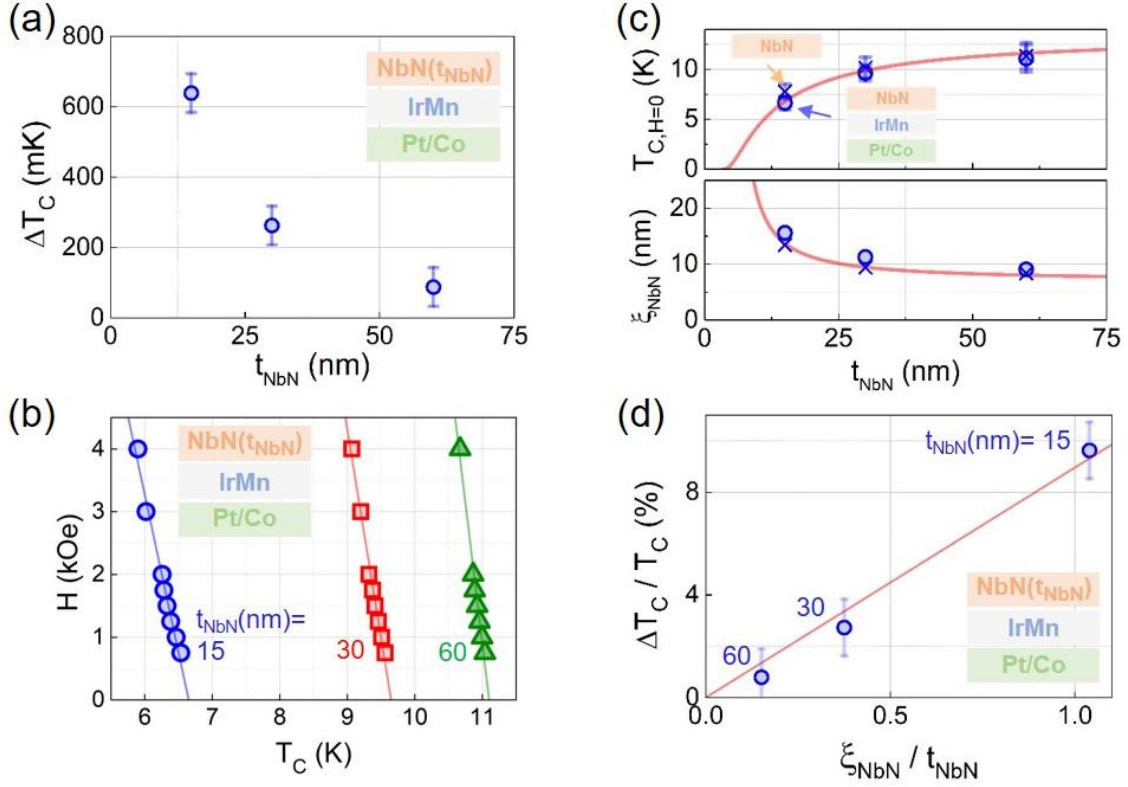 (a)
800
600
400
200
0
ΔT_C (mK)
0 25 50 75
t_NbN (nm)
NbN(t_NbN)
IrMn
Pt/Co
(b)
4
3
2
1
0
H (kOe)
6 7 8 9 10 11
T_C (K)
NbN(t_NbN)
IrMn
Pt/Co
t_NbN(nm)=
15
30
60
(c)
10
5
0
T_C,H=0 (K)
NbN
NbN
IrMn
Pt/Co
20
10
0
ξ_NbN (nm)
0 25 50 75
t_NbN (nm)
(d)
8
4
0
ΔT_C / T_C (%)
0.0 0.5 1.0
ξ_NbN / t_NbN
t_NbN(nm)= 15
30
60
NbN(t_NbN)
IrMn
Pt/Co